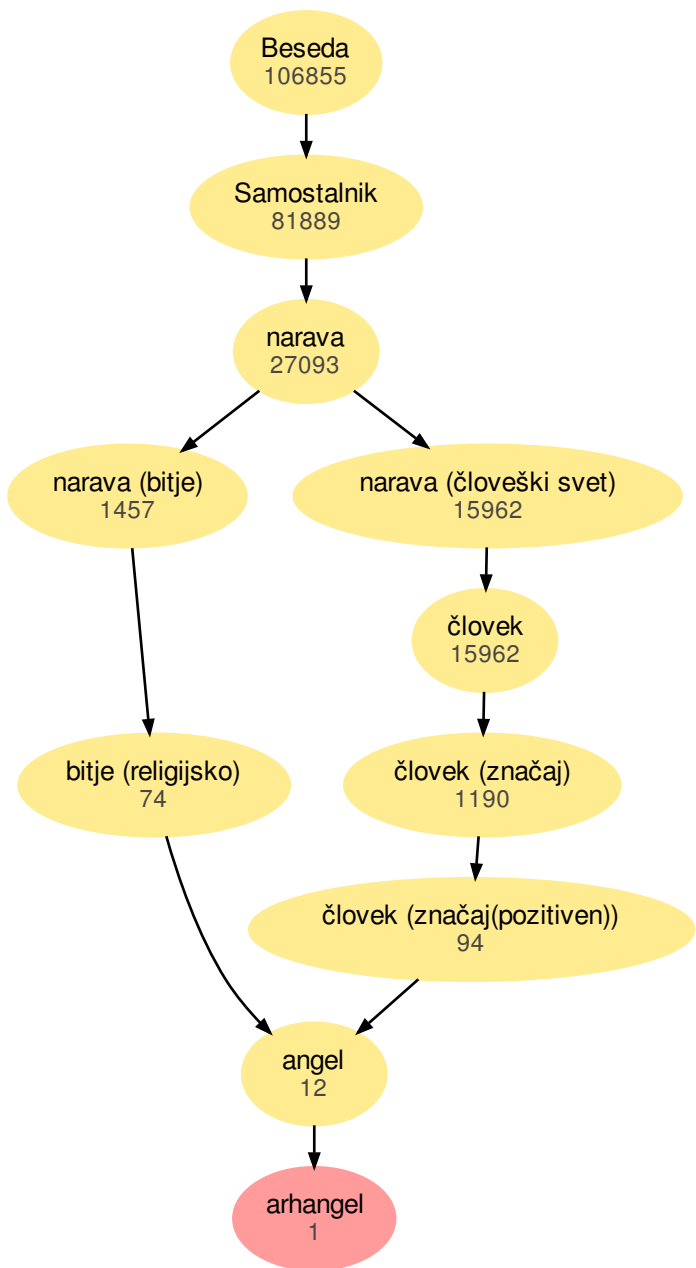 Beseda
106855
Samostalnik
81889
narava
27093
narava (bitje)
1457
narava (človeški svet)
15962
človek
15962
bitje (religijsko)
74
človek (značaj)
1190
človek (značaj(pozitiven))
94
angel
12
arhangel
1